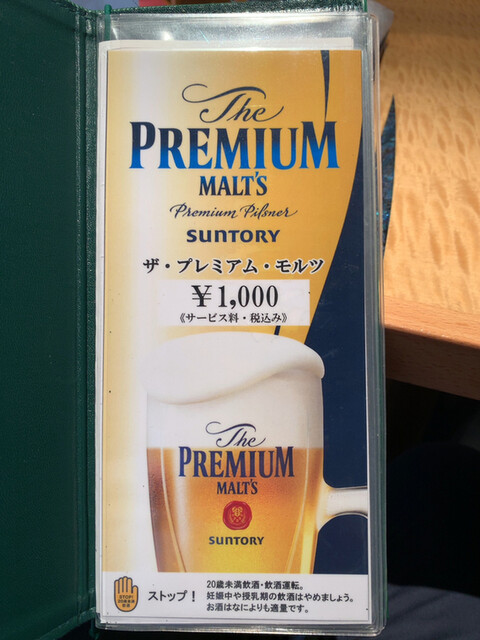 The
PREMIUM
MALT'S
Premium Pilsner
SUNTORY
ザ・プレミアム・モルツ
￥1,000
《サービス料・税込み》
The
PREMIUM
MALT'S
SUNTORY
ストップ！
20歳未満飲酒・飲酒運転。
妊娠中や授乳期の飲酒はやめましょう。
お酒はなによりも適量です。